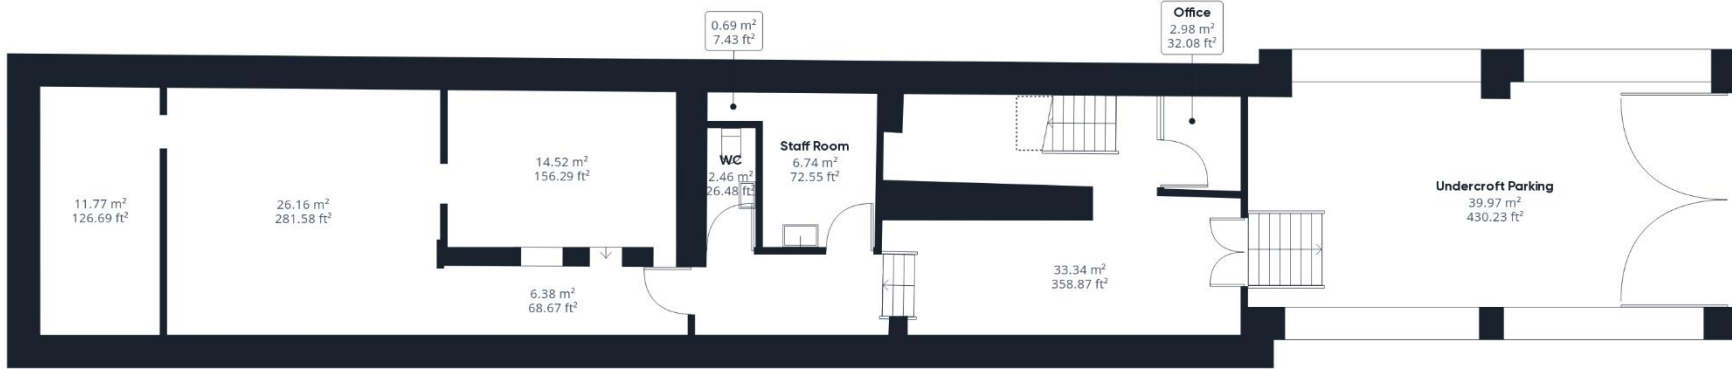 0.69 m²
7.43 ft²
Office
2.98 m²
32.08 ft²
11.77 m²
126.69 ft²
26.16 m²
281.58 ft²
14.52 m²
156.29 ft²
6.38 m²
68.67 ft²
WC
2.46 m²
26.48 ft²
Staff Room
6.74 m²
72.55 ft²
33.34 m²
358.87 ft²
Undercroft Parking
39.97 m²
430.23 ft²